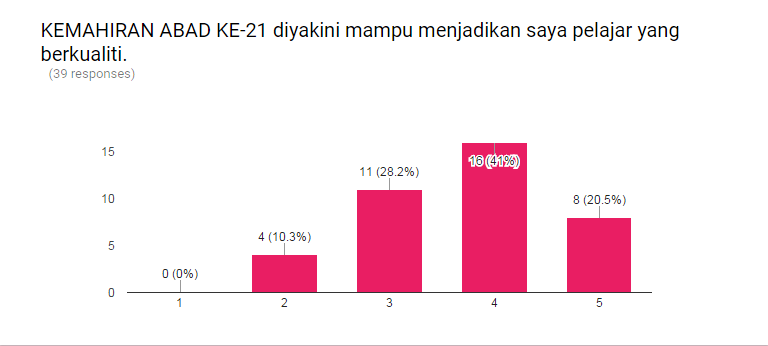 KEMAHIRAN ABAD KE-21 diyakini mampu menjadikan saya pelajar yang
berkualiti.
(39 responses)
15
10
5
0
0 (0%)
4 (10.3%)
11 (28.2%)
16 (41%)
8 (20.5%)
1 2 3 4 5